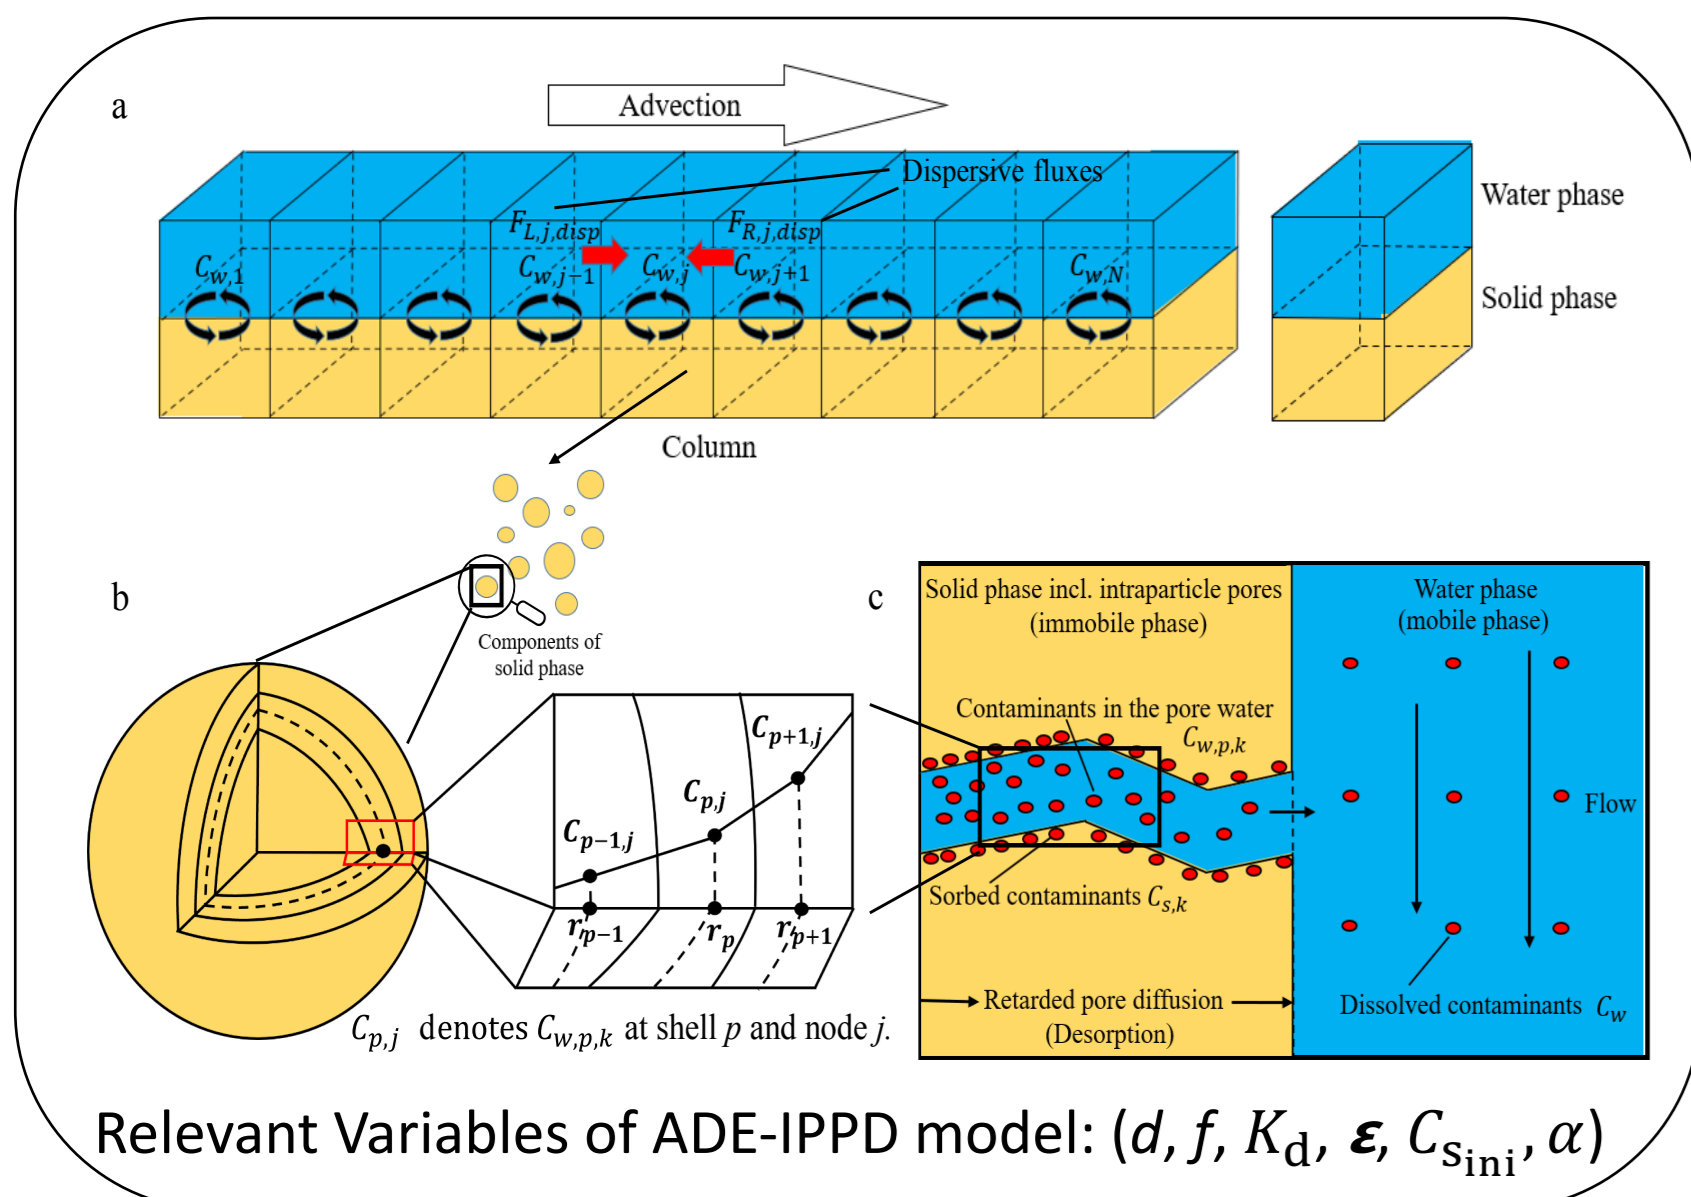 a
Advection
Dispersive fluxes
F_{L,j,disp}
F_{R,j,disp}
C_{w,1}
C_{w,j-1}
C_{w,j}
C_{w,j+1}
C_{w,N}
Water phase
Solid phase
Column
b
Components of
solid phase
C_{p-1,j}
C_{p,j}
C_{p+1,j}
r_{p-1}
r_p
r_{p+1}
C_{p,j} denotes C_{w,p,k} at shell p and node j.
c
Solid phase incl. intraparticle pores
(immobile phase)
Water phase
(mobile phase)
Contaminants in the pore water
C_{w,p,k}
Flow
Sorbed contaminants C_{s,k}
Retarded pore diffusion
(Desorption)
Dissolved contaminants C_w
Relevant Variables of ADE-IPPD model: (d, f, K_d, ε, C_{s_{ini}}, α)